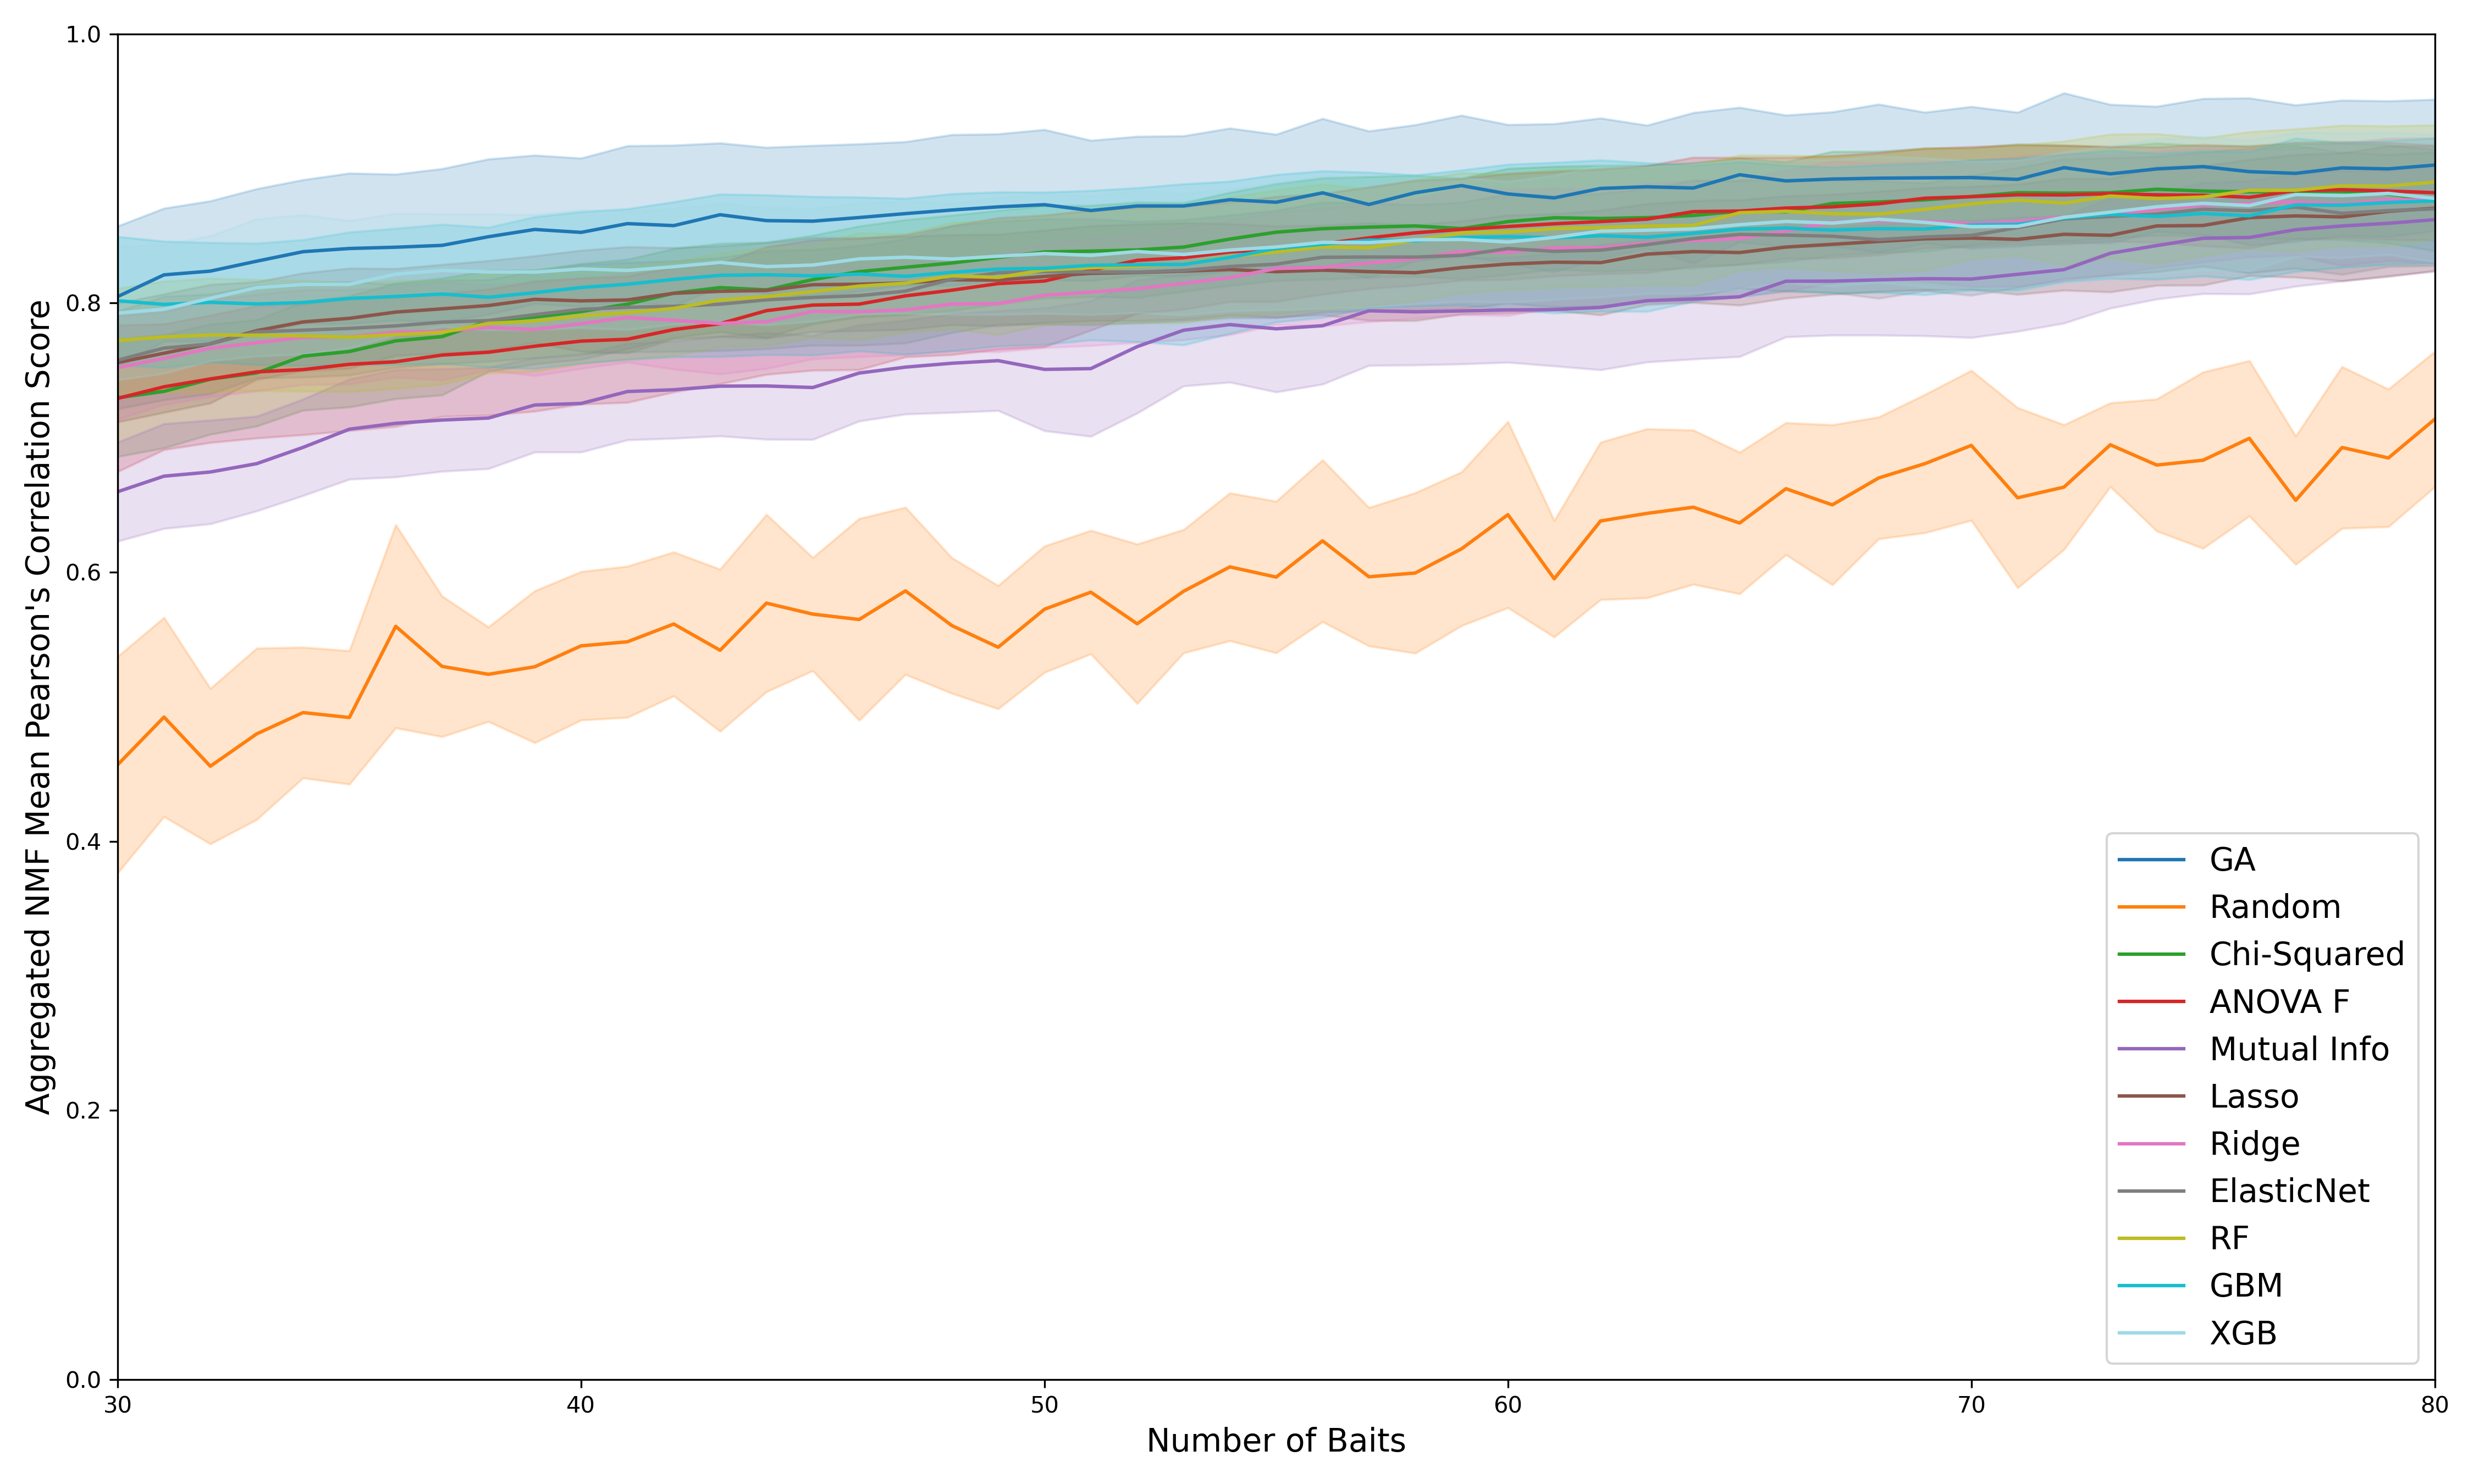 Aggregated NMF Mean Pearson's Correlation Score
1.0
0.8
0.6
0.4
0.2
0.0
30
40
50
60
70
80
Number of Baits
GA
Random
Chi-Squared
ANOVA F
Mutual Info
Lasso
Ridge
ElasticNet
RF
GBM
XGB